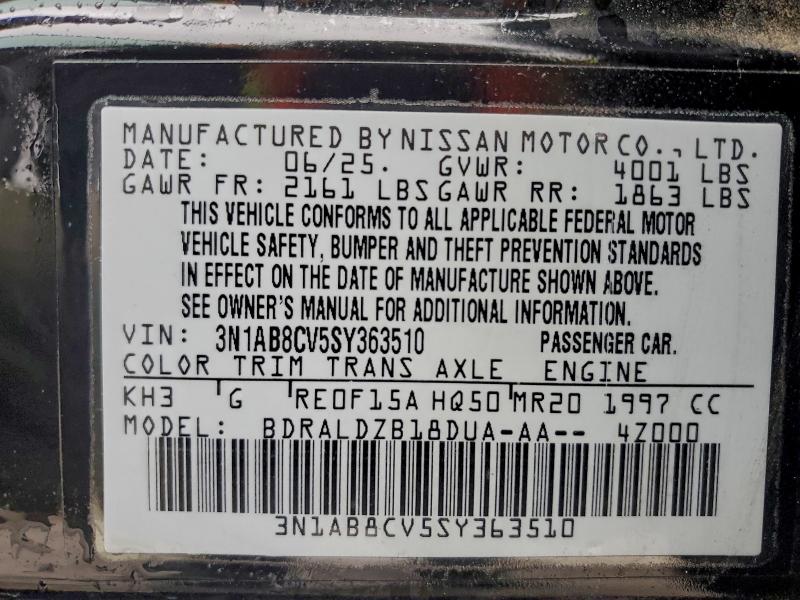 MANUFACTURED BY NISSAN MOTOR CO., LTD.
DATE: 06/25. GVWR: 4001 LBS
GAWR FR: 2161 LBS GAWR RR: 1863 LBS
THIS VEHICLE CONFORMS TO ALL APPLICABLE FEDERAL MOTOR
VEHICLE SAFETY, BUMPER AND THEFT PREVENTION STANDARDS
IN EFFECT ON THE DATE OF MANUFACTURE SHOWN ABOVE.
SEE OWNER'S MANUAL FOR ADDITIONAL INFORMATION.
VIN: 3N1AB8CV5SY363510 PASSENGER CAR.
COLOR TRIM TRANS AXLE ENGINE
KH3 G RE0F15A HQ50 MR20 1997 CC
MODEL: BDRALDZB18DUA-AA-- 4Z000
3N1AB8CV5SY363510